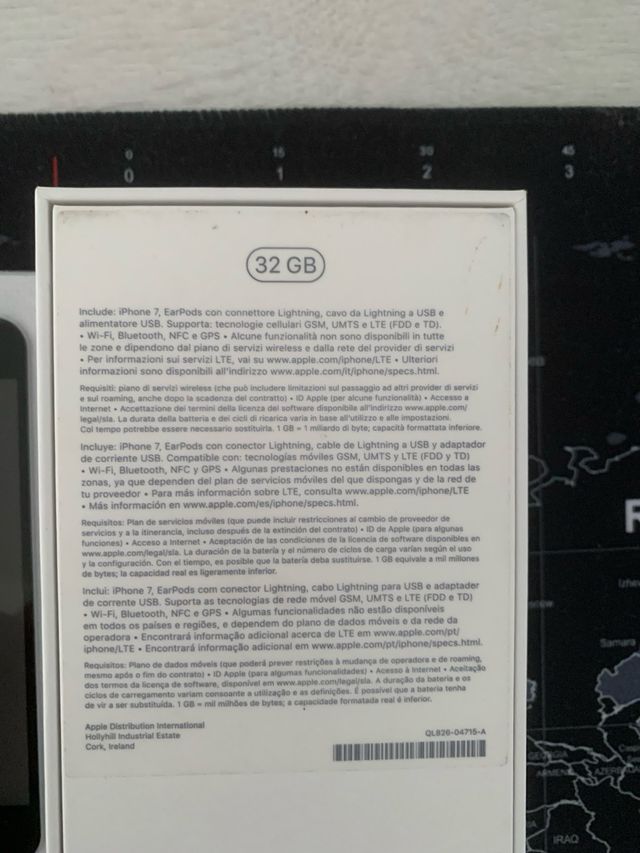 0 15 30 45
0 1 2 3
32 GB
Include: iPhone 7, EarPods con connettore Lightning, cavo da Lightning a USB e
alimentatore USB. Supporta: tecnologie cellulari GSM, UMTS e LTE (FDD e TD).
• Wi-Fi, Bluetooth, NFC e GPS • Alcune funzionalità non sono disponibili in tutte
le zone e dipendono dal piano di servizi wireless e dalla rete del provider di servizi
• Per informazioni sui servizi LTE, vai su www.apple.com/iphone/LTE • Ulteriori
informazioni sono disponibili all'indirizzo www.apple.com/it/iphone/specs.html.
Requisiti: piano di servizi wireless (che può includere limitazioni sul passaggio ad altri provider di servizi
e sui roaming, anche dopo la scadenza del contratto) • ID Apple (per alcune funzionalità) • Accesso a
Internet • Accettazione dei termini della licenza del software disponibile all'indirizzo www.apple.com/
legal/sla. La durata della batteria e dei cicli di ricarica varia in base all'utilizzo e alle impostazioni.
Col tempo potrebbe essere necessario sostituirla. 1 GB = 1 miliardo di byte; capacità formattata inferiore.
Incluye: iPhone 7, EarPods con conector Lightning, cable de Lightning a USB y adaptador
de corriente USB. Compatible con: tecnologías móviles GSM, UMTS y LTE (FDD y TD)
• Wi-Fi, Bluetooth, NFC y GPS • Algunas prestaciones no están disponibles en todas las
zonas, ya que dependen del plan de servicios móviles del que dispongas y de la red de
tu proveedor • Para más información sobre LTE, consulta www.apple.com/iphone/LTE
• Más información en www.apple.com/es/iphone/specs.html.
Requisitos: Plan de servicios móviles (que puede incluir restricciones al cambio de proveedor de
servicios y a la itinerancia, incluso después de la extinción del contrato) • ID de Apple (para algunas
funciones) • Acceso a Internet • Aceptación de las condiciones de la licencia de software disponibles en
www.apple.com/legal/sla. La duración de la batería y el número de ciclos de carga varían según el uso
y la configuración. Con el tiempo, es posible que la batería deba sustituirse. 1 GB equivale a mil millones
de bytes; la capacidad real es ligeramente inferior.
Inclui: iPhone 7, EarPods com conector Lightning, cabo Lightning para USB e adaptador
de corrente USB. Suporta as tecnologias de rede móvel GSM, UMTS e LTE (FDD e TD)
• Wi-Fi, Bluetooth, NFC e GPS • Algumas funcionalidades não estão disponíveis
em todos os países e regiões, e dependem do plano de dados móveis e da rede da
operadora • Encontrará informação adicional acerca de LTE em www.apple.com/pt/
iphone/LTE • Encontrará informação adicional em www.apple.com/pt/iphone/specs.html.
Requisitos: Plano de dados móveis (que poderá prever restrições à mudança de operadora e de roaming,
mesmo após o fim do contrato) • ID Apple (para algumas funcionalidades) • Acesso à Internet • Aceitação
dos termos da licença de software, disponível em www.apple.com/legal/sla. A duração da bateria e os
ciclos de carregamento variam consoante a utilização e as definições. É possível que a bateria tenha
de vir a ser substituída. 1 GB = mil milhões de bytes; a capacidade formatada real é inferior.
Apple Distribution International
Hollyhill Industrial Estate
Cork, Ireland
QL826-04715-A
R
Izhev
Samara
ARMENIA
AZERBAI
IRAQ